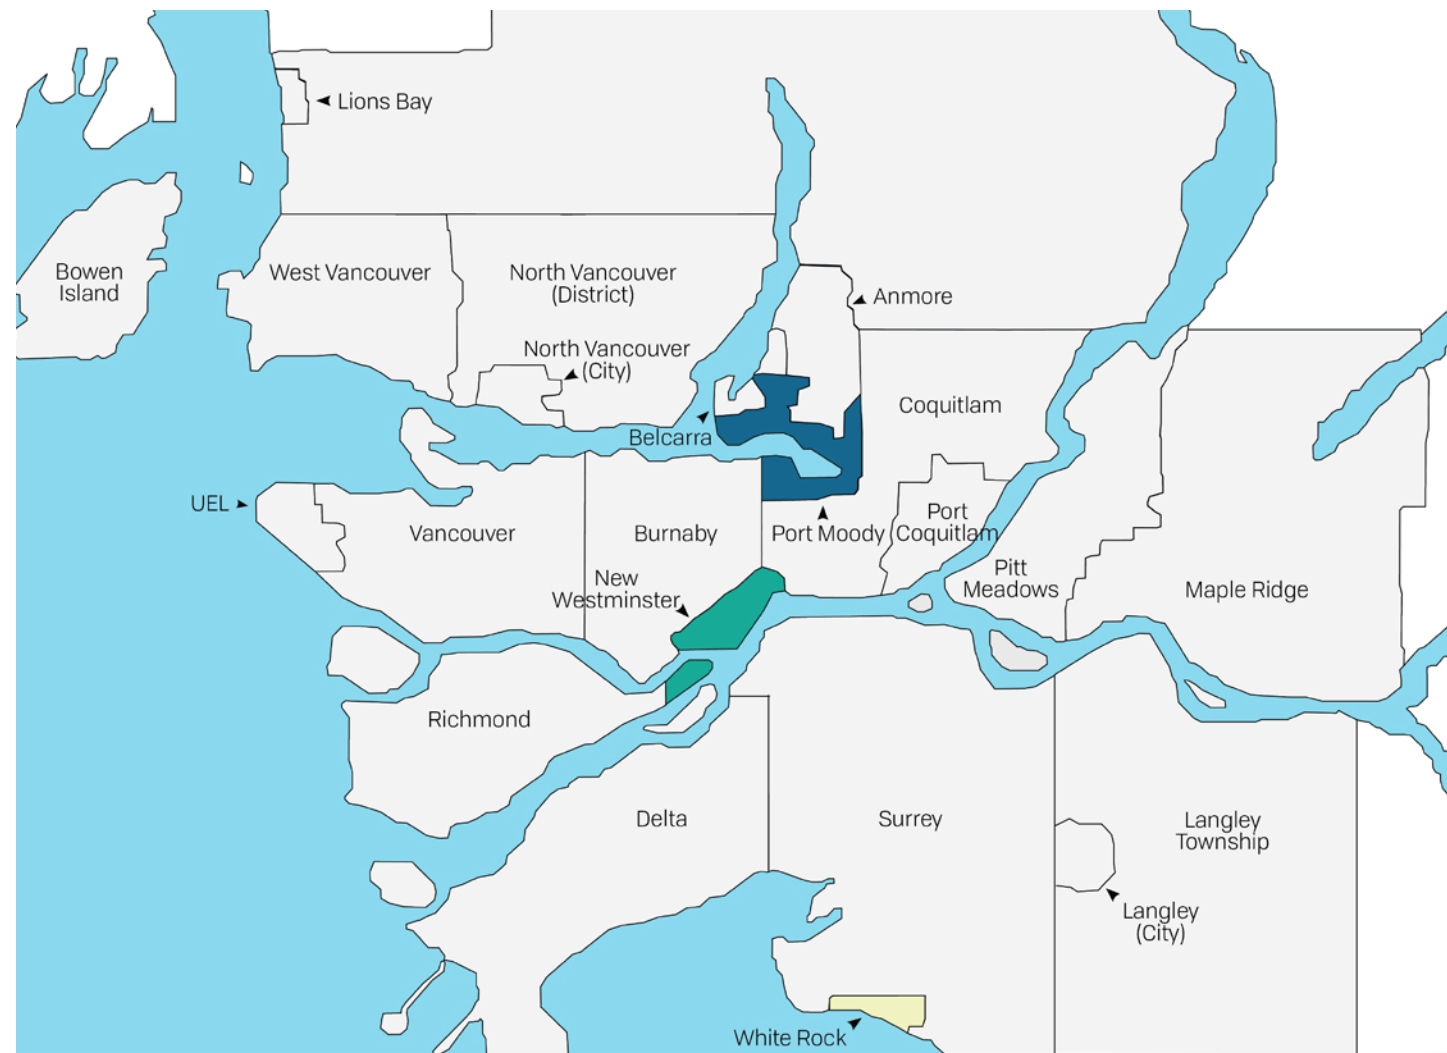 Lions Bay
Bowen
Island
West Vancouver
North Vancouver
(District)
Anmore
North Vancouver
(City)
Coquitlam
Belcarra
UEL
Vancouver
Burnaby
Port Moody
Port
Coquitlam
New
Westminster
Pitt
Meadows
Maple Ridge
Richmond
Delta
Surrey
Langley
Township
Langley
(City)
White Rock